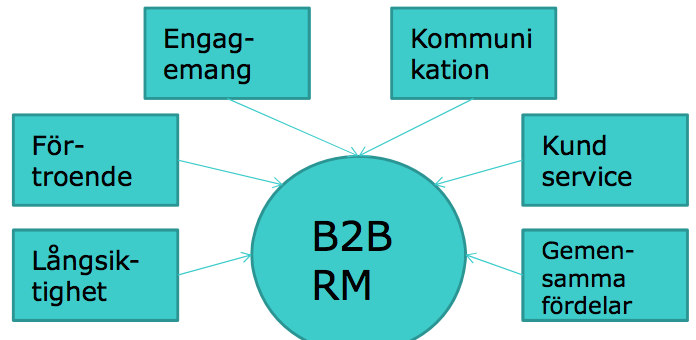 Engag-
emang
Kommuni
kation
För-
troende
Kund
service
Långsik-
tighet
B2B
RM
Gemen-
samma
fördelar